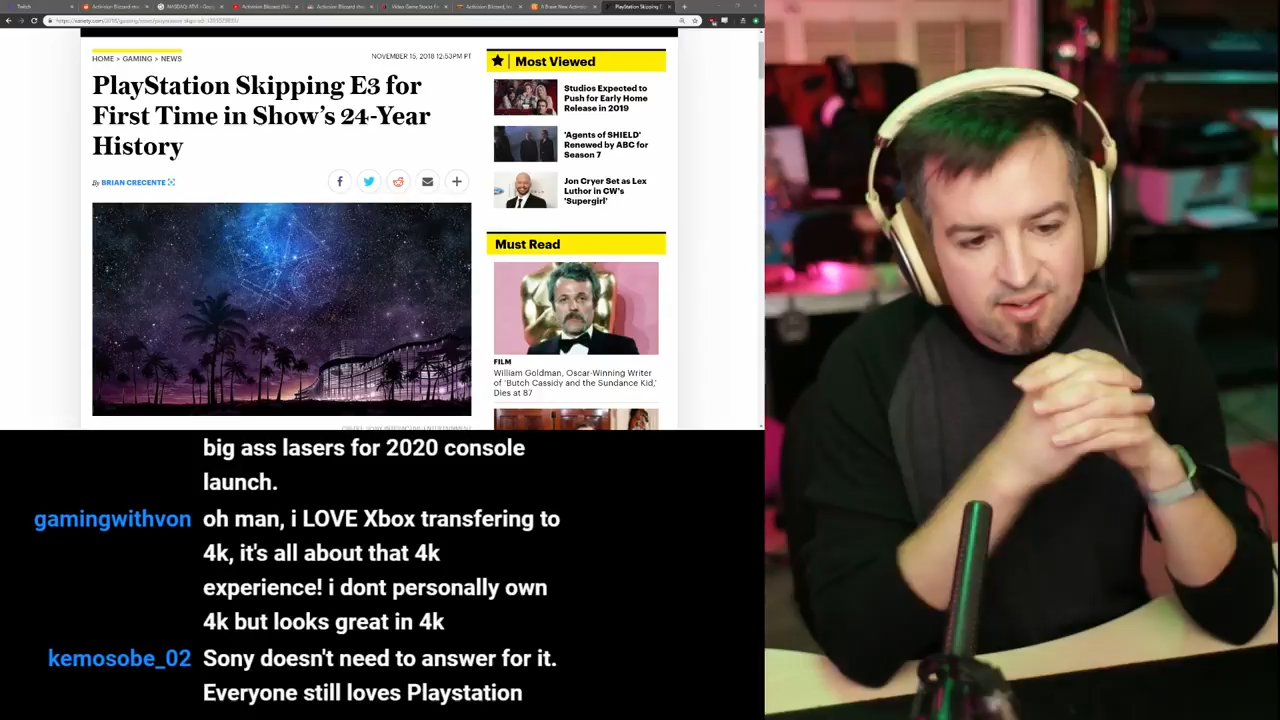 Twitch
PlayStation Skipping E
HOME > GAMING > NEWS
NOVEMBER 15, 2018 12:53PM PT
PlayStation Skipping E3 for
First Time in Show's 24-Year
History
By BRIAN CRECENTE
Most Viewed
Studios Expected to
Push for Early Home
Release in 2019
'Agents of SHIELD'
Renewed by ABC for
Season 7
Jon Cryer Set as Lex
Luthor in CW's
'Supergirl'
Must Read
FILM
William Goldman, Oscar-Winning Writer
of 'Butch Cassidy and the Sundance Kid,'
Dies at 87
big ass lasers for 2020 console
launch.
gamingwithvon oh man, i LOVE Xbox transfering to
4k, it's all about that 4k
experience! i dont personally own
4k but looks great in 4k
kemosobe_02 Sony doesn't need to answer for it.
Everyone still loves Playstation